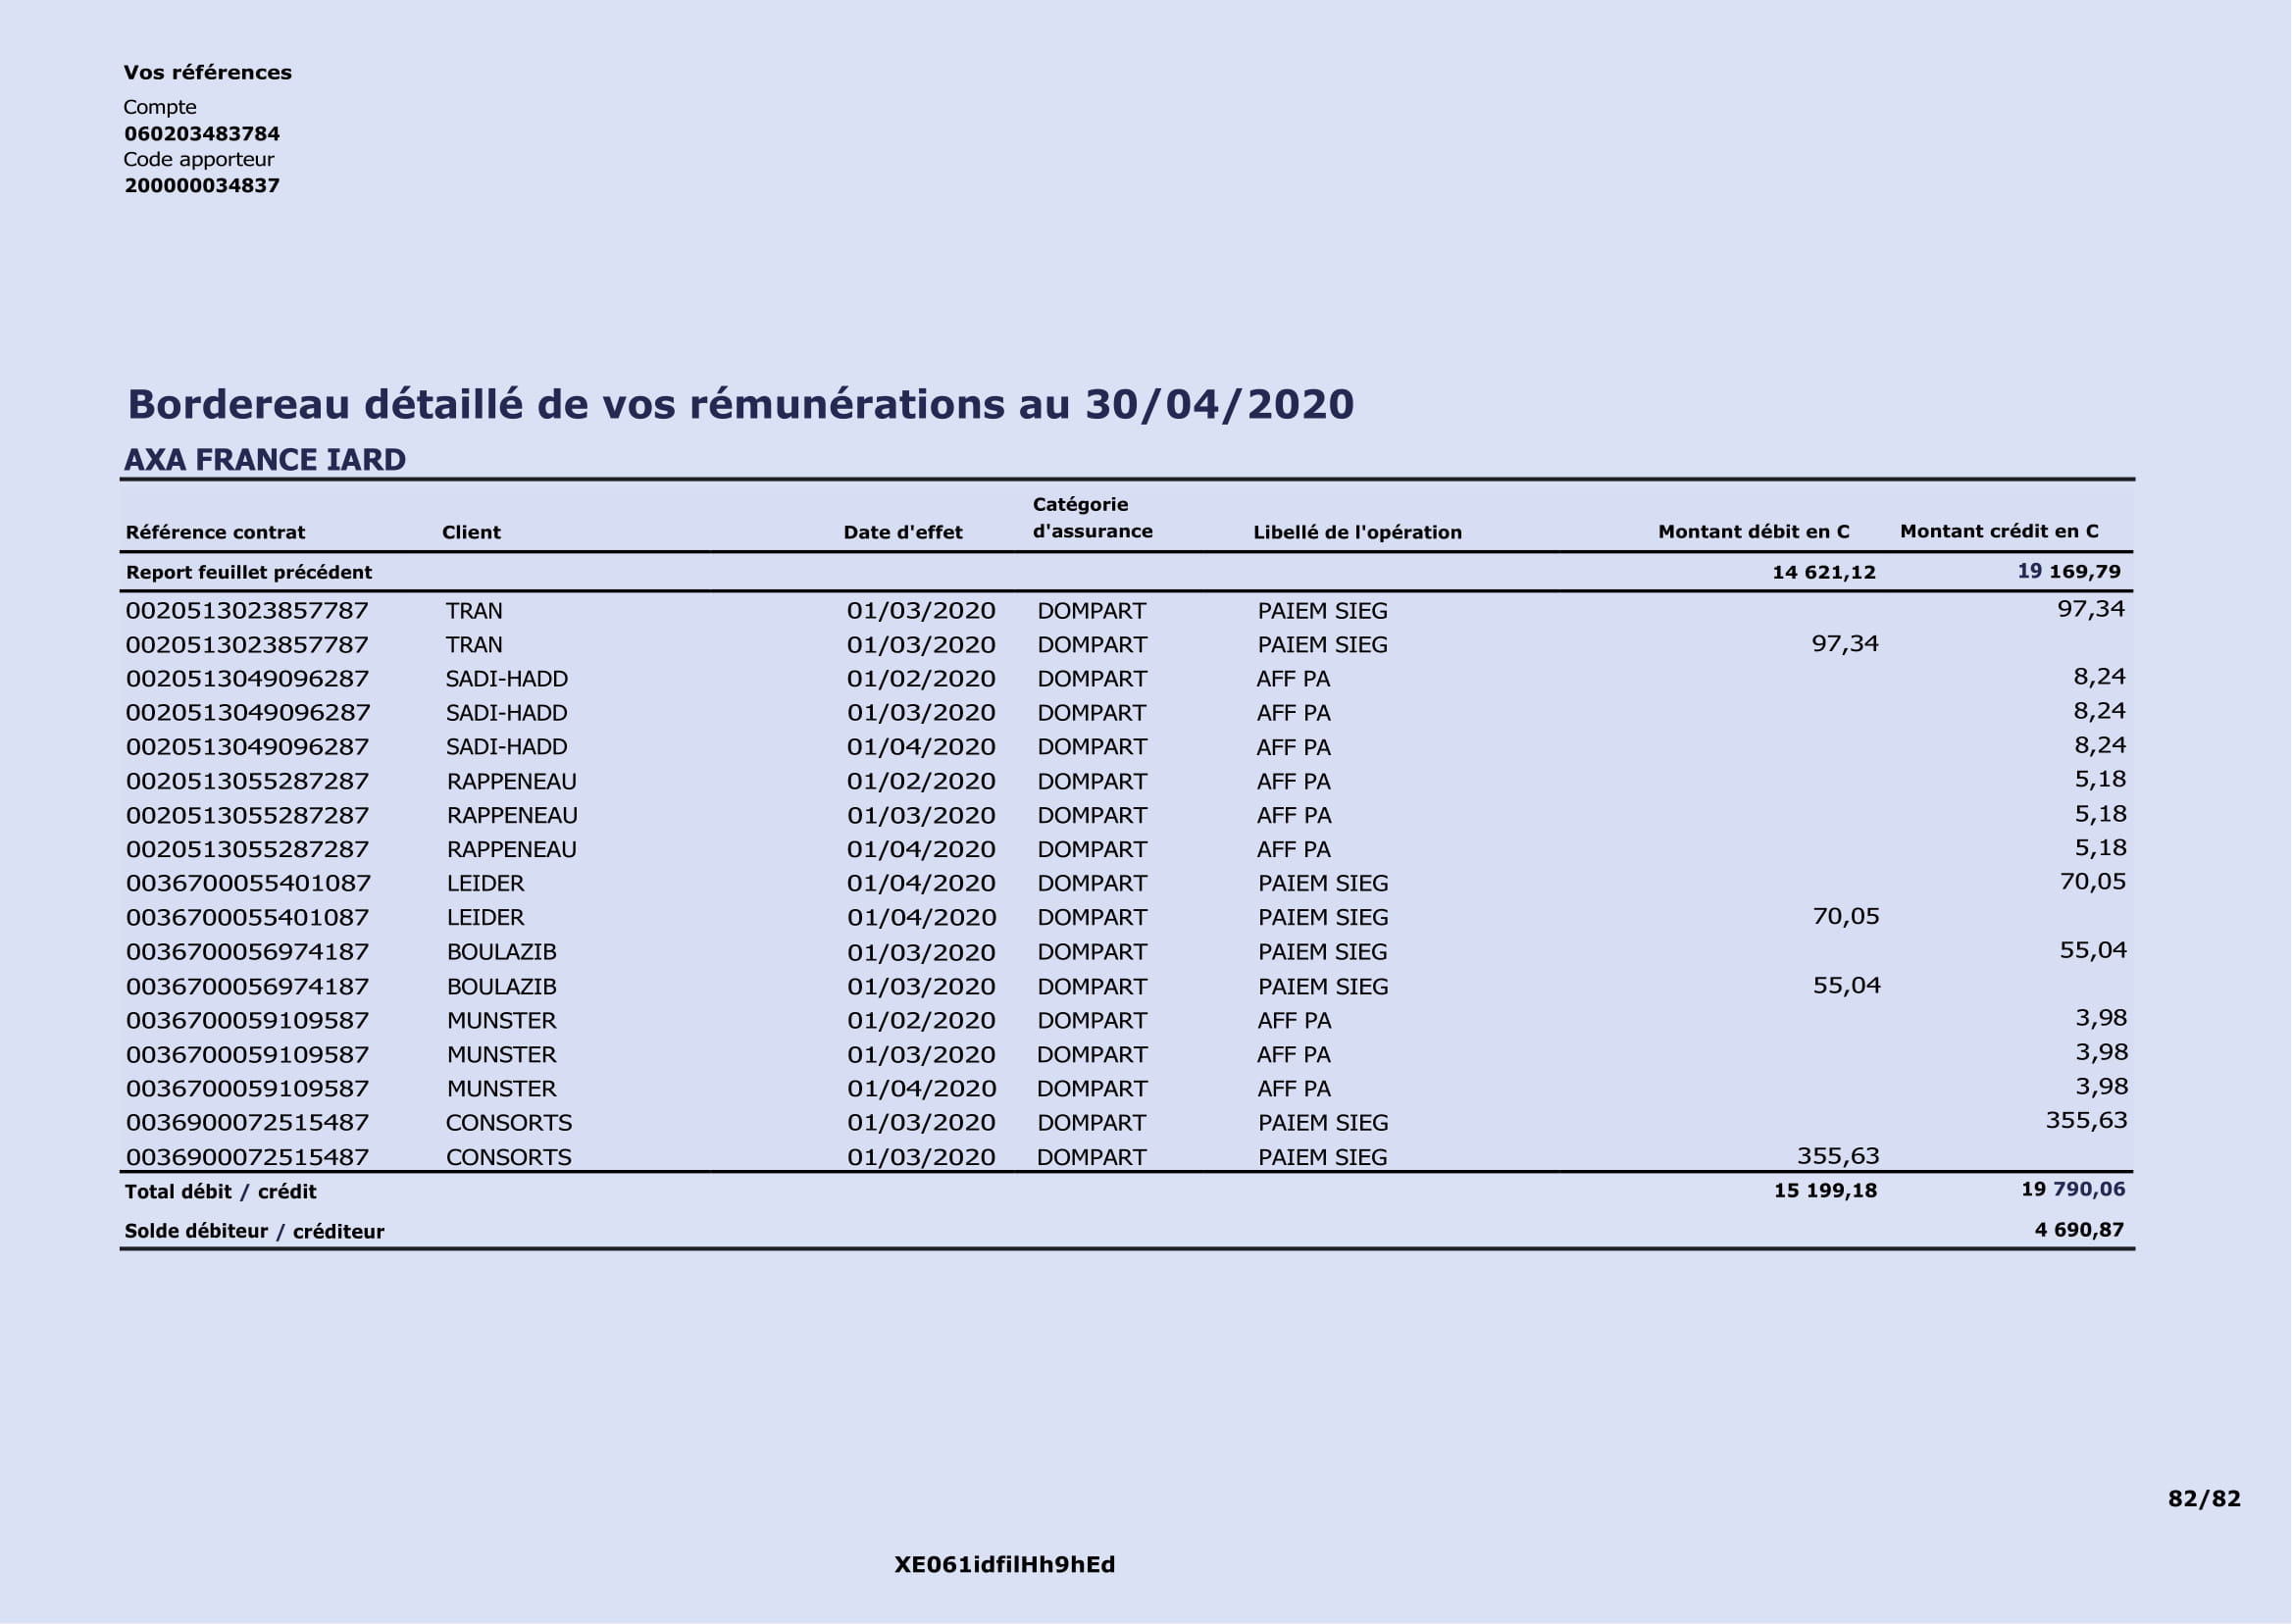 Vos références
Compte
060203483784
Code apporteur
200000034837
Bordereau détaillé de vos rémunérations au 30/04/2020
AXA FRANCE IARD
Référence contrat Client Date d'effet Catégorie d'assurance Libellé de l'opération Montant débit en C Montant crédit en C
Report feuillet précédent 14 621,12 19 169,79
0020513023857787 TRAN 01/03/2020 DOMPART PAIEM SIEG 97,34
0020513023857787 TRAN 01/03/2020 DOMPART PAIEM SIEG 97,34
0020513049096287 SADI-HADD 01/02/2020 DOMPART AFF PA 8,24
0020513049096287 SADI-HADD 01/03/2020 DOMPART AFF PA 8,24
0020513049096287 SADI-HADD 01/04/2020 DOMPART AFF PA 8,24
0020513055287287 RAPPENEAU 01/02/2020 DOMPART AFF PA 5,18
0020513055287287 RAPPENEAU 01/03/2020 DOMPART AFF PA 5,18
0020513055287287 RAPPENEAU 01/04/2020 DOMPART AFF PA 5,18
0036700055401087 LEIDER 01/04/2020 DOMPART PAIEM SIEG 70,05
0036700055401087 LEIDER 01/04/2020 DOMPART PAIEM SIEG 70,05
0036700056974187 BOULAZIB 01/03/2020 DOMPART PAIEM SIEG 55,04
0036700056974187 BOULAZIB 01/03/2020 DOMPART PAIEM SIEG 55,04
0036700059109587 MUNSTER 01/02/2020 DOMPART AFF PA 3,98
0036700059109587 MUNSTER 01/03/2020 DOMPART AFF PA 3,98
0036700059109587 MUNSTER 01/04/2020 DOMPART AFF PA 3,98
0036900072515487 CONSORTS 01/03/2020 DOMPART PAIEM SIEG 355,63
0036900072515487 CONSORTS 01/03/2020 DOMPART PAIEM SIEG 355,63
Total débit / crédit 15 199,18 19 790,06
Solde débiteur / créditeur 4 690,87
82/82
XE061idfilHh9hEd